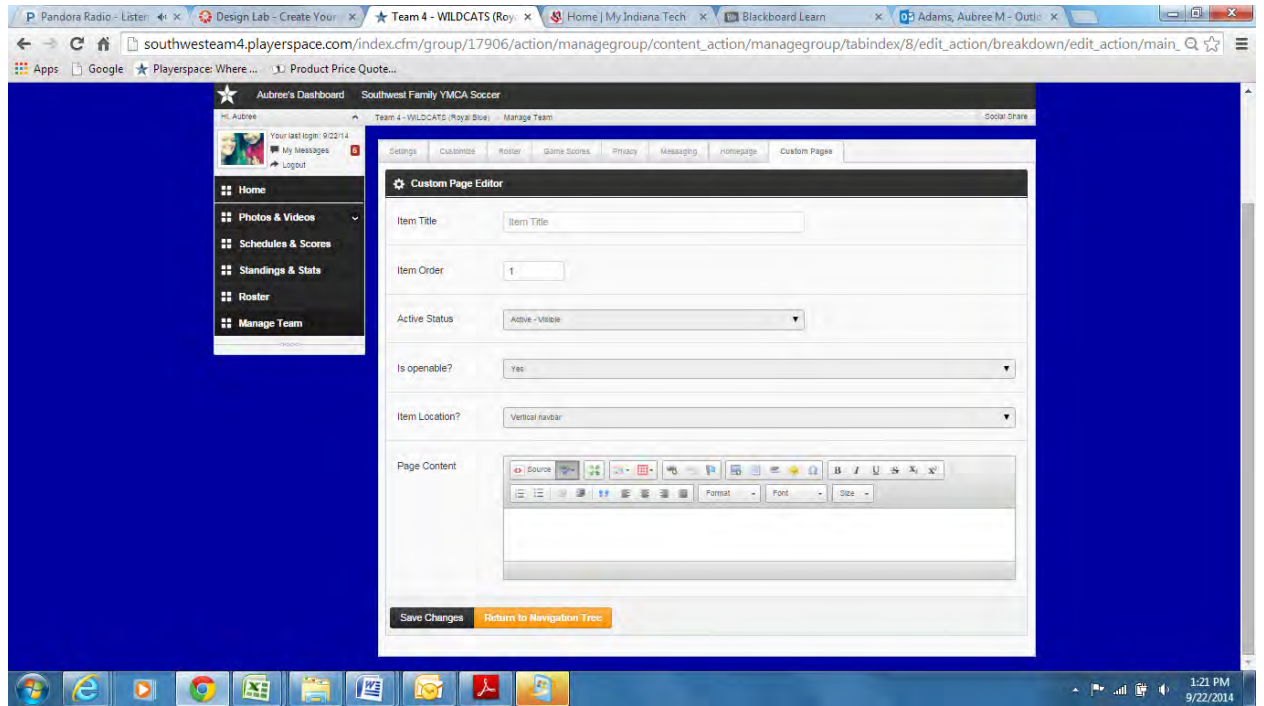 Pandora Radio - Listen
Design Lab - Create Your
Team 4 - WILDCATS (Roy
Home | My Indiana Tech
Blackboard Learn
Adams, Aubree M - Outlo
southwesteam4.playerspace.com/index.cfm/group/17906/action/managegroup/content_action/managegroup/tabindex/8/edit_action/breakdown/edit_action/main_
Apps Google Playerspace: Where ... Product Price Quote...
Aubree's Dashboard Southwest Family YMCA Soccer
Hi, Aubree Team 4 - WILDCATS (Royal Blue) Manage Team Social Share
Your last login: 9/22/14
My Messages 6
Logout
Home
Photos & Videos
Schedules & Scores
Standings & Stats
Roster
Manage Team
Settings Customize Roster Game Scores Privacy Messaging Homepage Custom Pages
Custom Page Editor
Item Title Item Title
Item Order 1
Active Status Active - Visible
Is openable? Yes
Item Location? Vertical navbar
Page Content
Source B I U S X₂ X²
Format Font Size
Save Changes Return to Navigation Tree
1:21 PM
9/22/2014